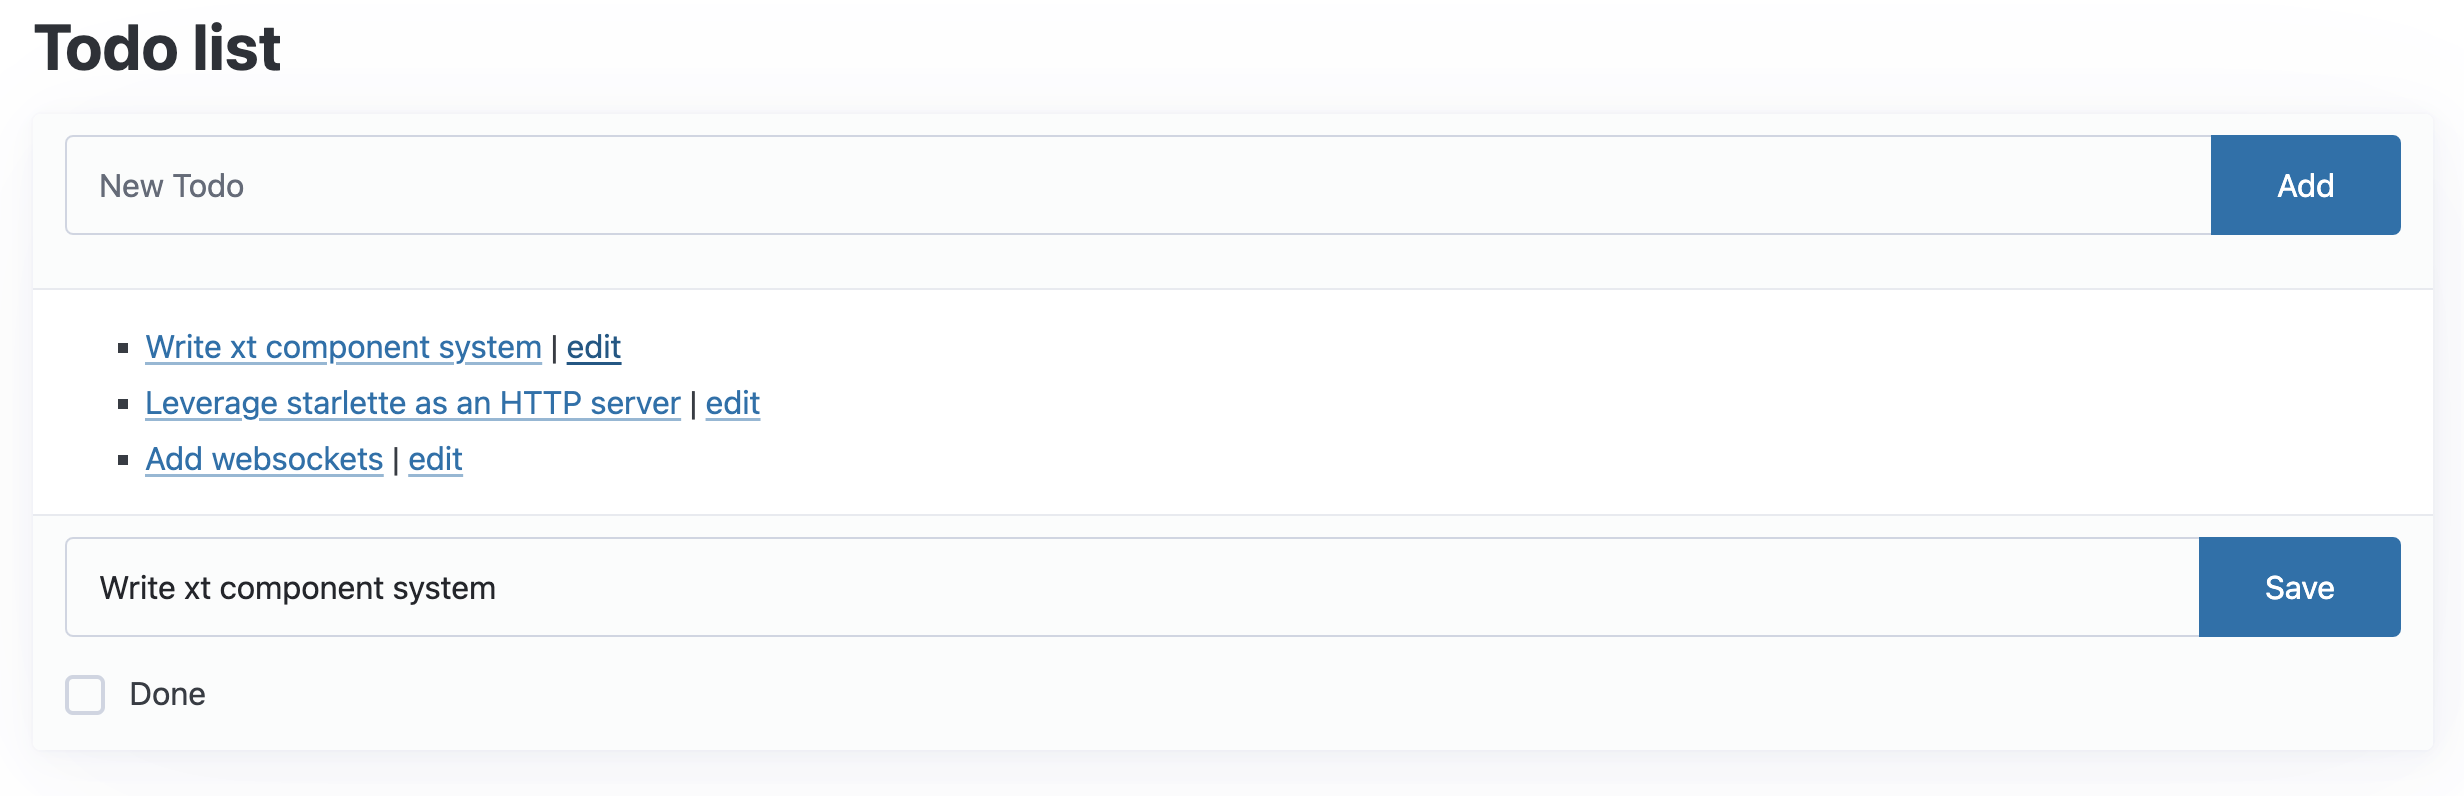 Todo list
New Todo
Add
Write xt component system | edit
Leverage starlette as an HTTP server | edit
Add websockets | edit
Write xt component system
Save
Done